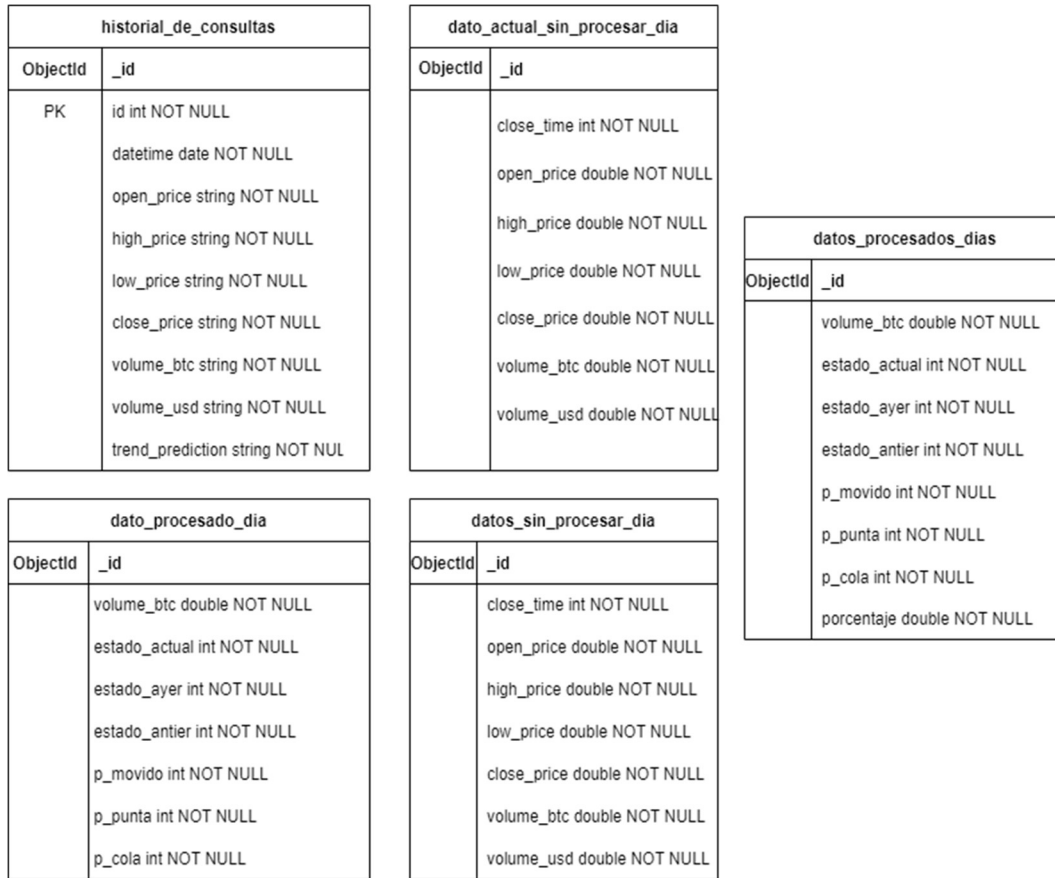 historial_de_consultas
ObjectId _id
PK id int NOT NULL
datetime date NOT NULL
open_price string NOT NULL
high_price string NOT NULL
low_price string NOT NULL
close_price string NOT NULL
volume_btc string NOT NULL
volume_usd string NOT NULL
trend_prediction string NOT NUL
dato_actual_sin_procesar_dia
ObjectId _id
close_time int NOT NULL
open_price double NOT NULL
high_price double NOT NULL
low_price double NOT NULL
close_price double NOT NULL
volume_btc double NOT NULL
volume_usd double NOT NULL
datos_procesados_dias
ObjectId _id
volume_btc double NOT NULL
estado_actual int NOT NULL
estado_ayer int NOT NULL
estado_antier int NOT NULL
p_movido int NOT NULL
p_punta int NOT NULL
p_cola int NOT NULL
porcentaje double NOT NULL
dato_procesado_dia
ObjectId _id
volume_btc double NOT NULL
estado_actual int NOT NULL
estado_ayer int NOT NULL
estado_antier int NOT NULL
p_movido int NOT NULL
p_punta int NOT NULL
p_cola int NOT NULL
datos_sin_procesar_dia
ObjectId _id
close_time int NOT NULL
open_price double NOT NULL
high_price double NOT NULL
low_price double NOT NULL
close_price double NOT NULL
volume_btc double NOT NULL
volume_usd double NOT NULL